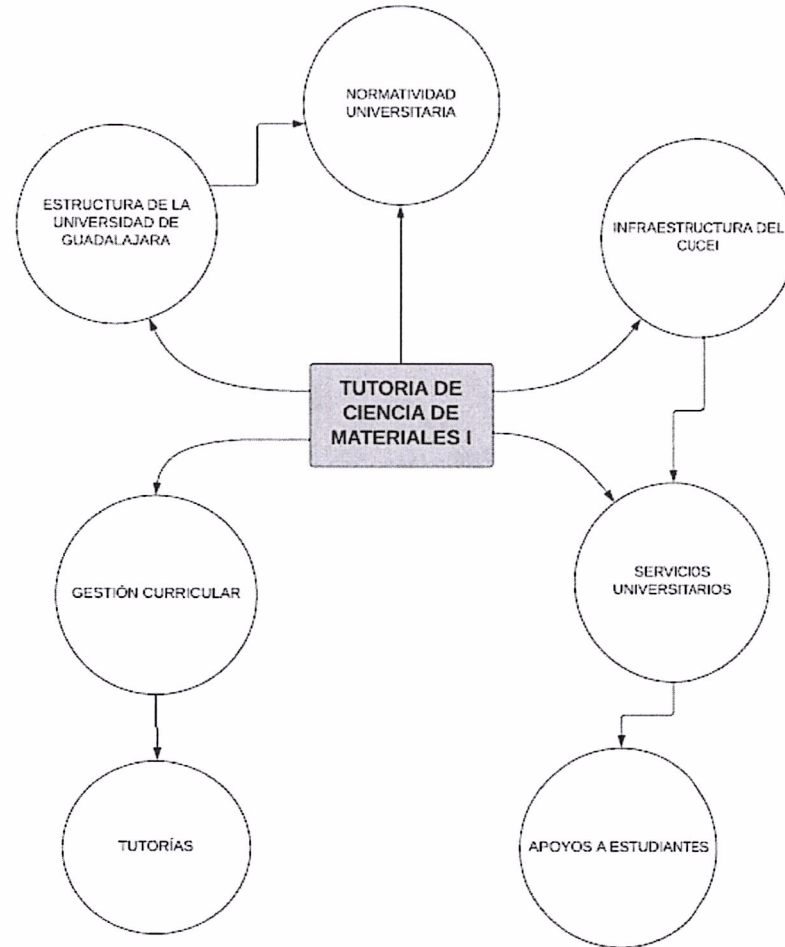 NORMATIVIDAD
UNIVERSITARIA
ESTRUCTURA DE LA
UNIVERSIDAD DE
GUADALAJARA
INFRAESTRUCTURA DEL
CUCEI
TUTORIA DE
CIENCIA DE
MATERIALES I
GESTIÓN CURRICULAR
SERVICIOS
UNIVERSITARIOS
TUTORÍAS
APOYOS A ESTUDIANTES